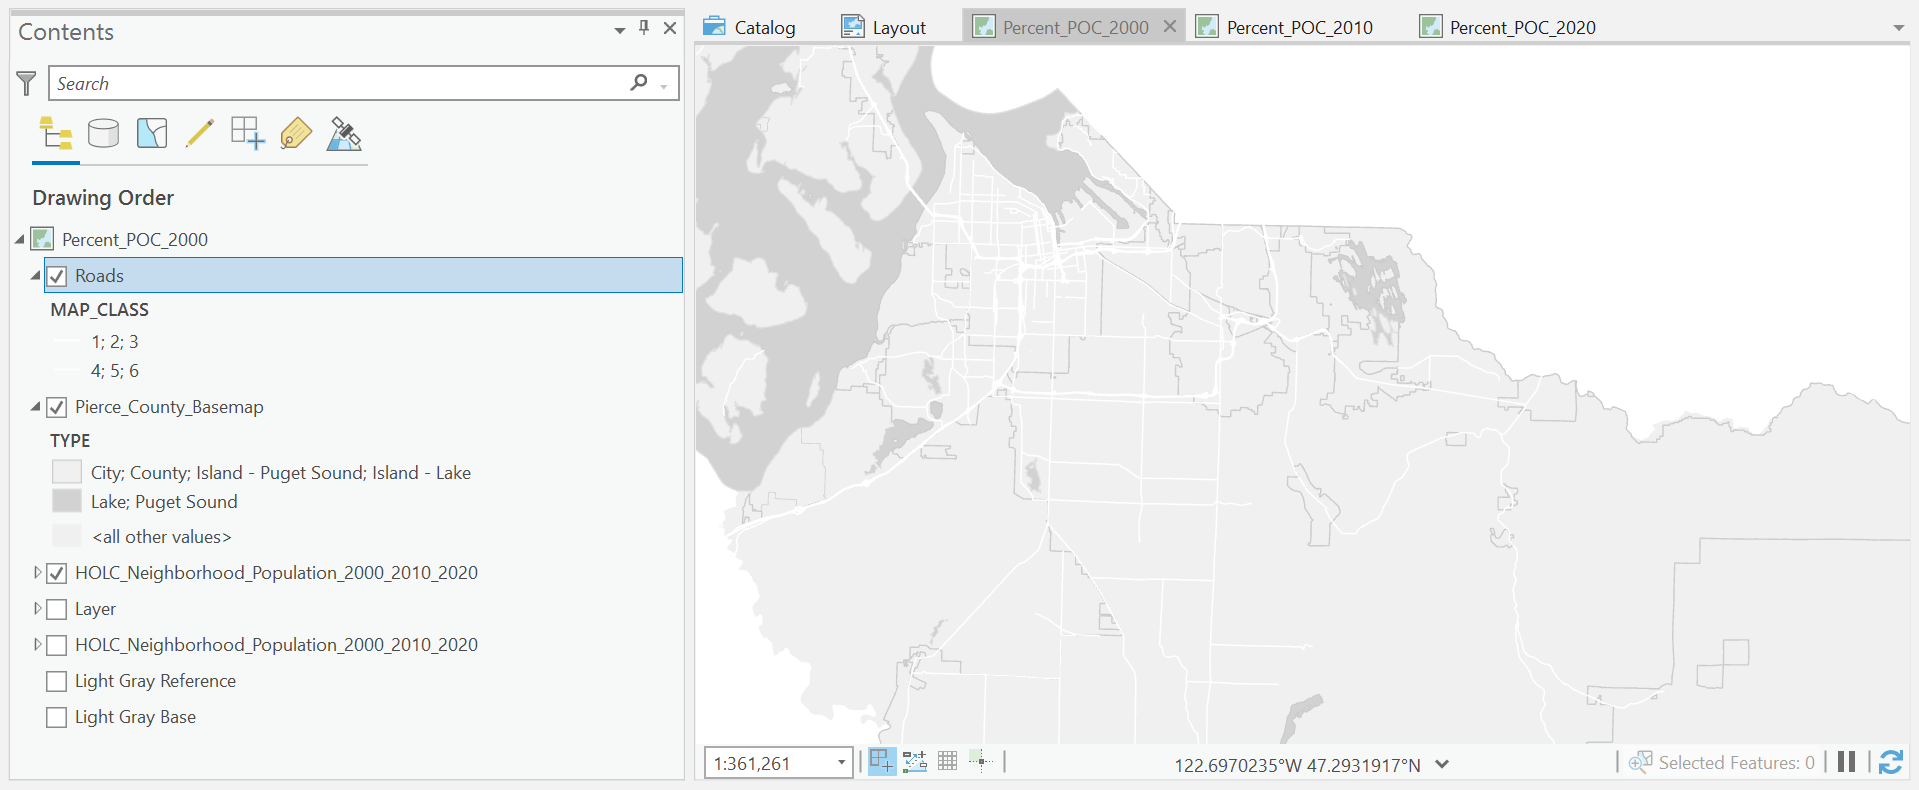 Contents
Search
Drawing Order
Percent_POC_2000
Roads
MAP_CLASS
1; 2; 3
4; 5; 6
Pierce_County_Basemap
TYPE
City; County; Island - Puget Sound; Island - Lake
Lake; Puget Sound
<all other values>
HOLC_Neighborhood_Population_2000_2010_2020
Layer
HOLC_Neighborhood_Population_2000_2010_2020
Light Gray Reference
Light Gray Base
Catalog
Layout
Percent_POC_2000
Percent_POC_2010
Percent_POC_2020
1:361,261
122.6970235°W 47.2931917°N
Selected Features: 0